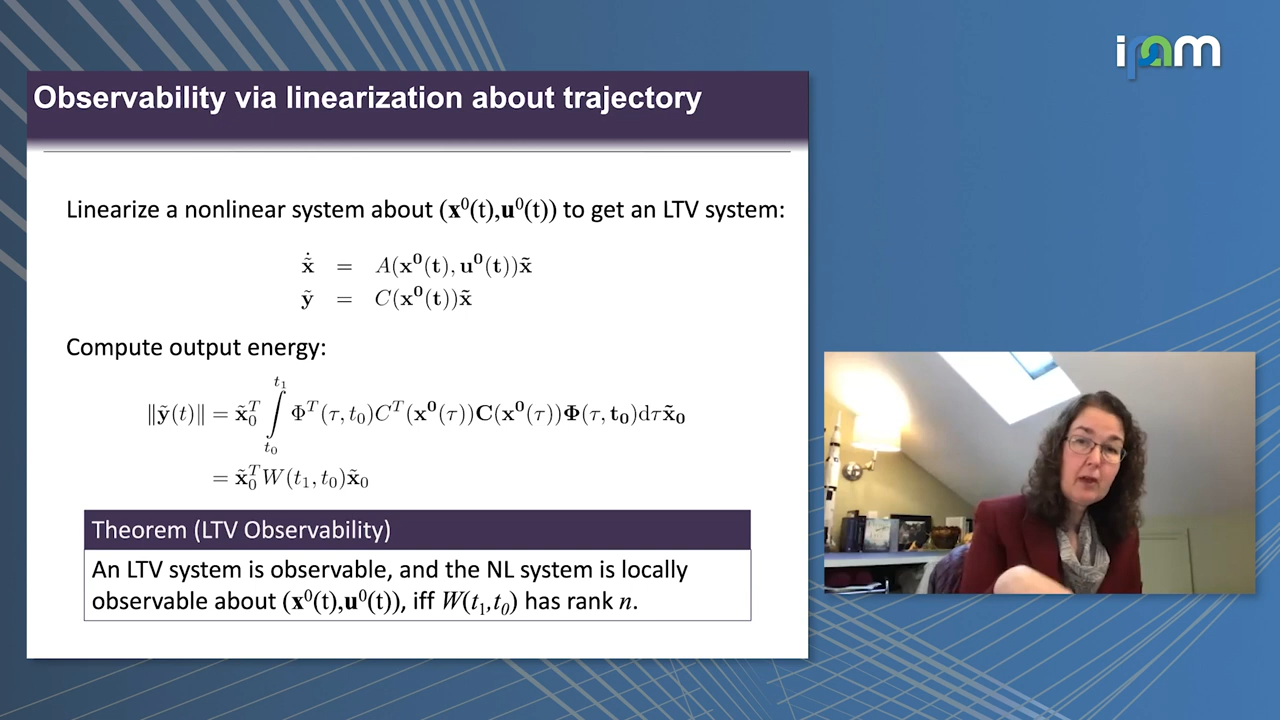 ipam
Observability via linearization about trajectory
Linearize a nonlinear system about (x⁰(t),u⁰(t)) to get an LTV system:
ẋ̃ = A(x⁰(t), u⁰(t))x̃
ỹ = C(x⁰(t))x̃
Compute output energy:
‖ỹ(t)‖ = x̃₀ᵀ ∫_{t₀}^{t₁} Φᵀ(τ, t₀)Cᵀ(x⁰(τ))C(x⁰(τ))Φ(τ, t₀)dτx̃₀
= x̃₀ᵀW(t₁, t₀)x̃₀
Theorem (LTV Observability)
An LTV system is observable, and the NL system is locally
observable about (x⁰(t),u⁰(t)), iff W(t₁,t₀) has rank n.